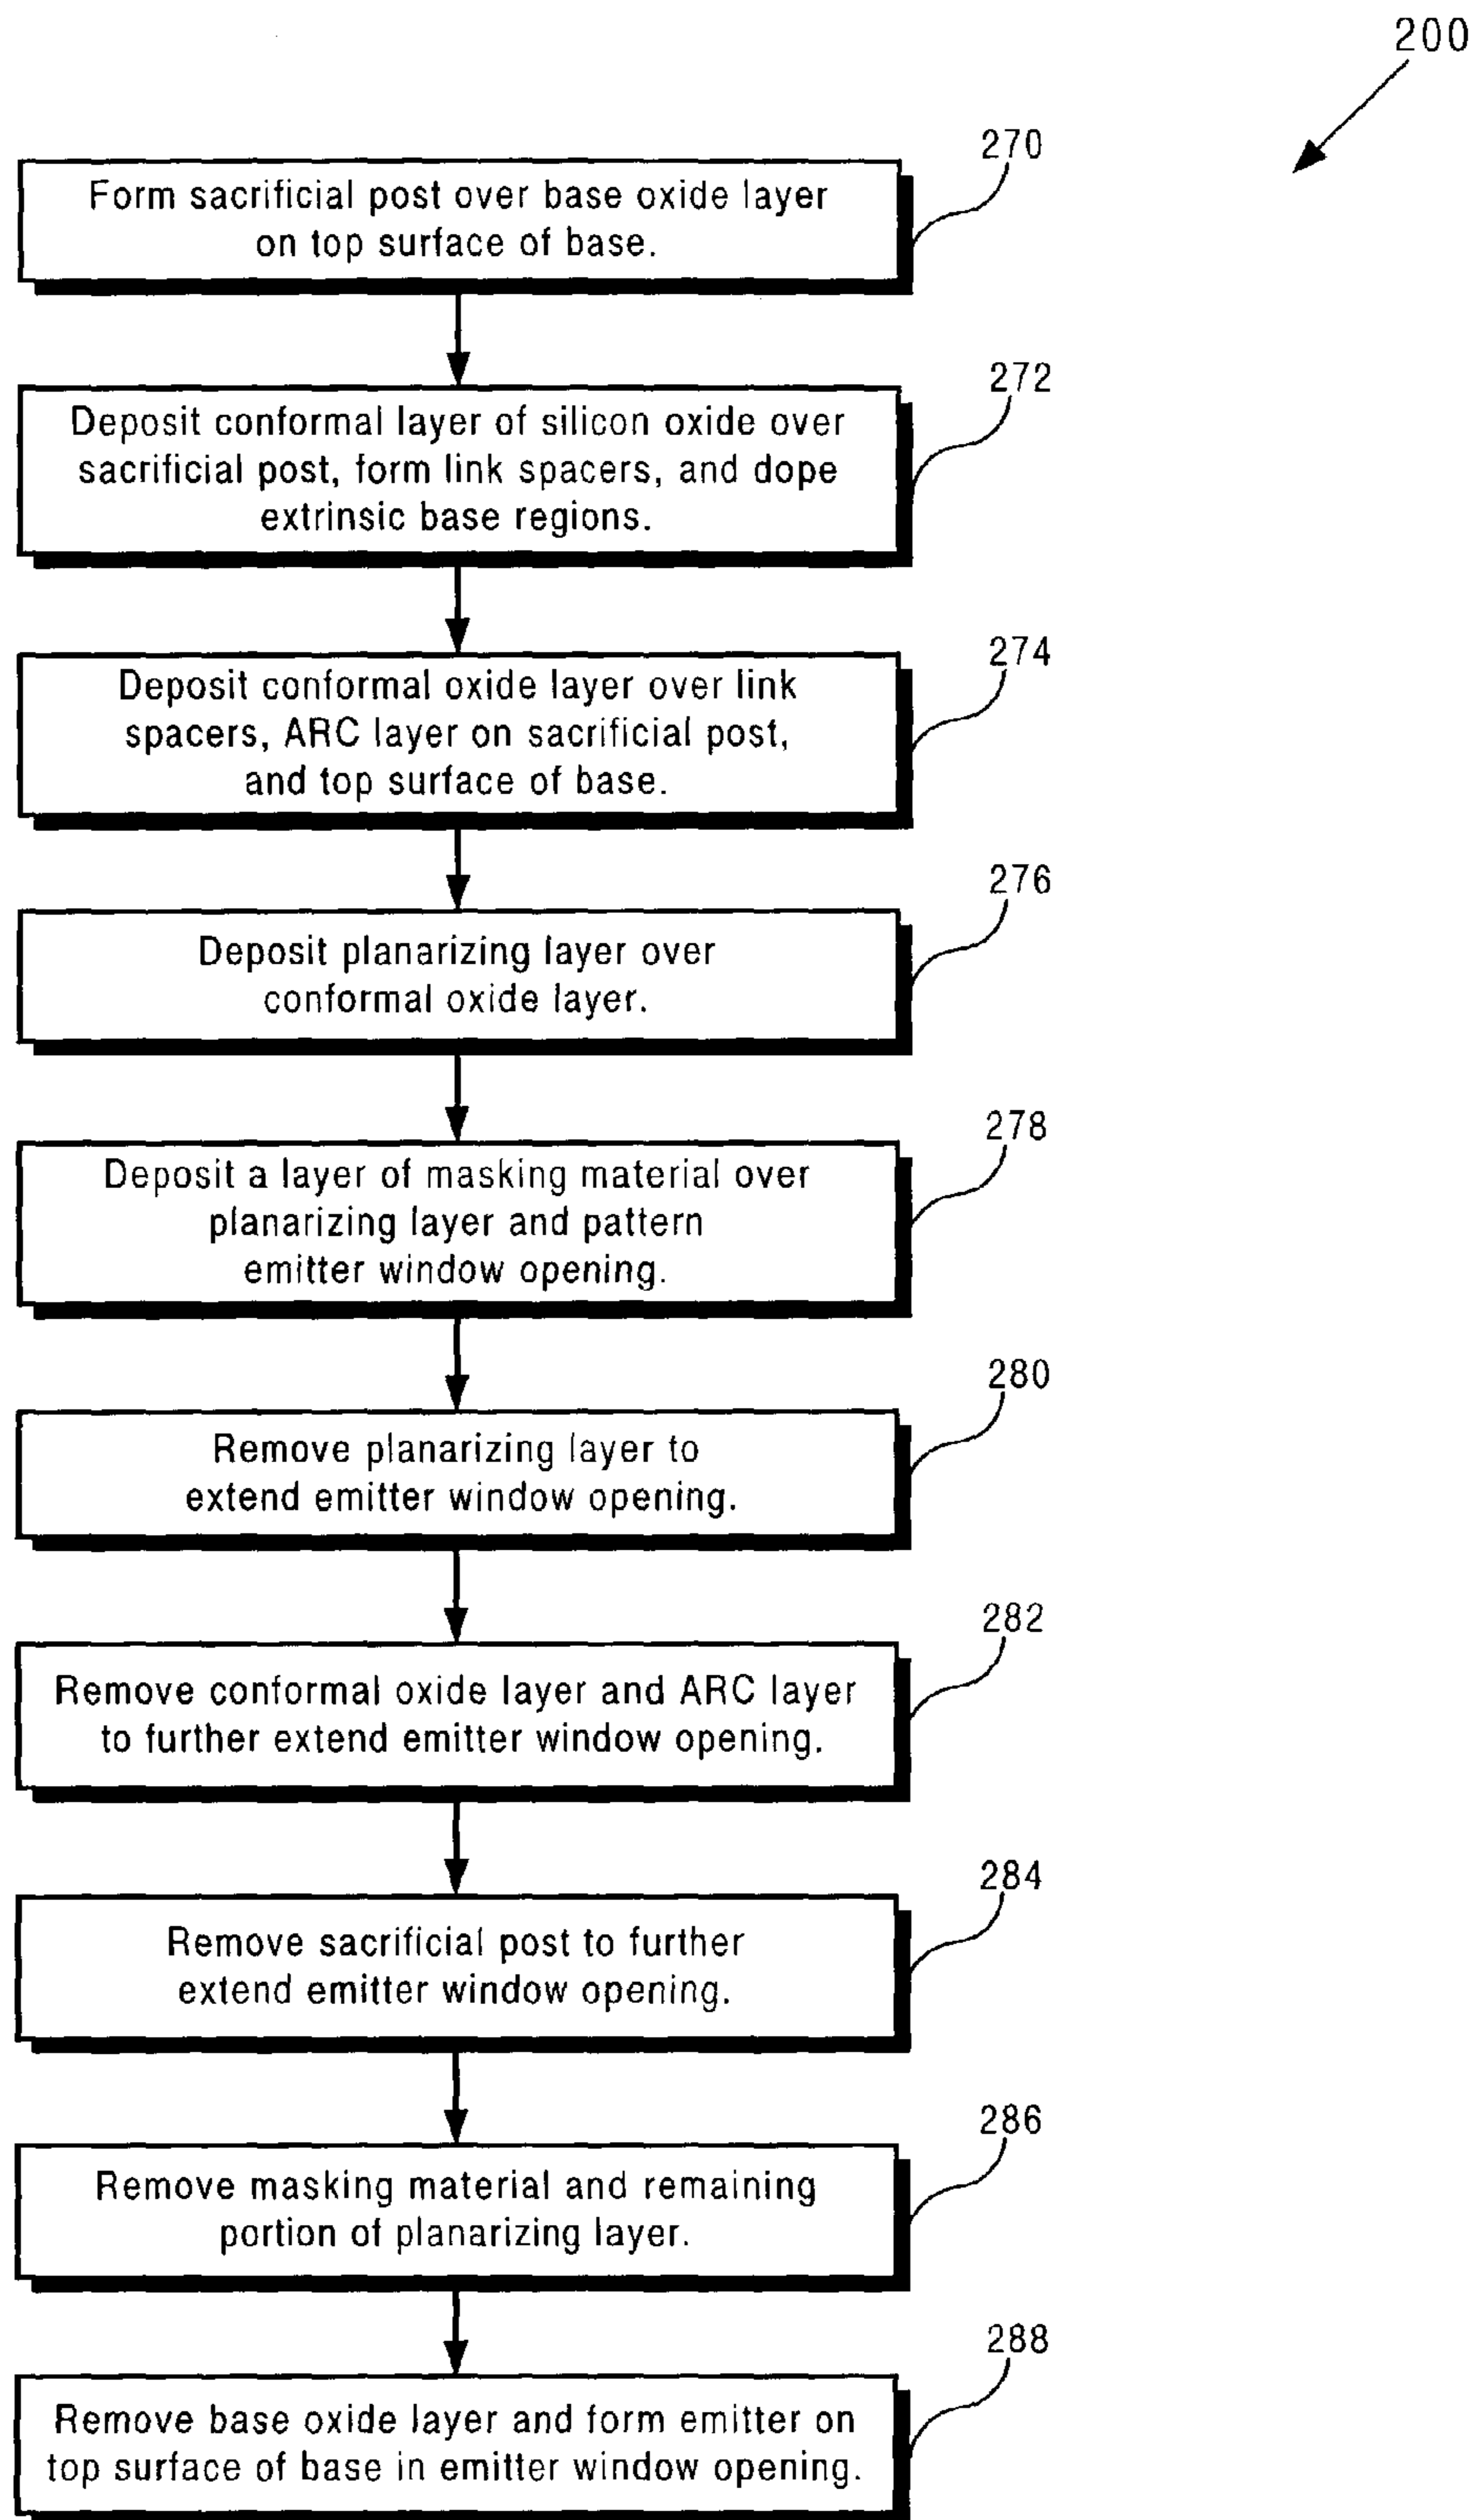 200
270
Form sacrificial post over base oxide layer
on top surface of base.
272
Deposit conformal layer of silicon oxide over
sacrificial post, form link spacers, and dope
extrinsic base regions.
274
Deposit conformal oxide layer over link
spacers, ARC layer on sacrificial post,
and top surface of base.
276
Deposit planarizing layer over
conformal oxide layer.
278
Deposit a layer of masking material over
planarizing layer and pattern
emitter window opening.
280
Remove planarizing layer to
extend emitter window opening.
282
Remove conformal oxide layer and ARC layer
to further extend emitter window opening.
284
Remove sacrificial post to further
extend emitter window opening.
286
Remove masking material and remaining
portion of planarizing layer.
288
Remove base oxide layer and form emitter on
top surface of base in emitter window opening.